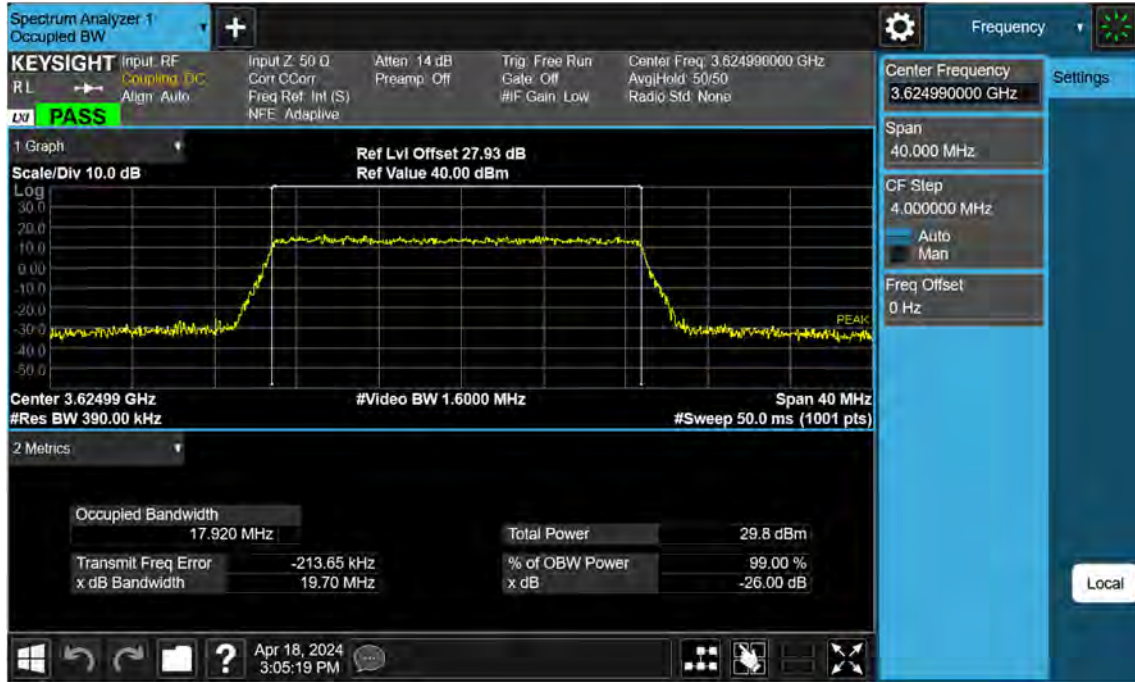 Spectrum Analyzer 1
Occupied BW
+
Frequency
KEYSIGHT
R L
LXI
PASS
Input: RF
Coupling: DC
Align: Auto
Input Z: 50 Ω
Corr CCorr
Freq Ref: Int (S)
NFE: Adaptive
Atten: 14 dB
Preamp: Off
Trig: Free Run
Gate: Off
#IF Gain: Low
Center Freq: 3.624990000 GHz
Avg|Hold: 50/50
Radio Std: None
Center Frequency
3.624990000 GHz
Settings
Span
40.000 MHz
CF Step
4.000000 MHz
Auto
Man
Freq Offset
0 Hz
1 Graph
Scale/Div 10.0 dB
Ref Lvl Offset 27.93 dB
Ref Value 40.00 dBm
Log
30.0
20.0
10.0
0.00
-10.0
-20.0
-30.0
-40.0
-50.0
PEAK
Center 3.62499 GHz
#Res BW 390.00 kHz
#Video BW 1.6000 MHz
Span 40 MHz
#Sweep 50.0 ms (1001 pts)
2 Metrics
Occupied Bandwidth
17.920 MHz
Total Power 29.8 dBm
Transmit Freq Error -213.65 kHz
% of OBW Power 99.00 %
x dB Bandwidth 19.70 MHz
x dB -26.00 dB
Local
?
Apr 18, 2024
3:05:19 PM